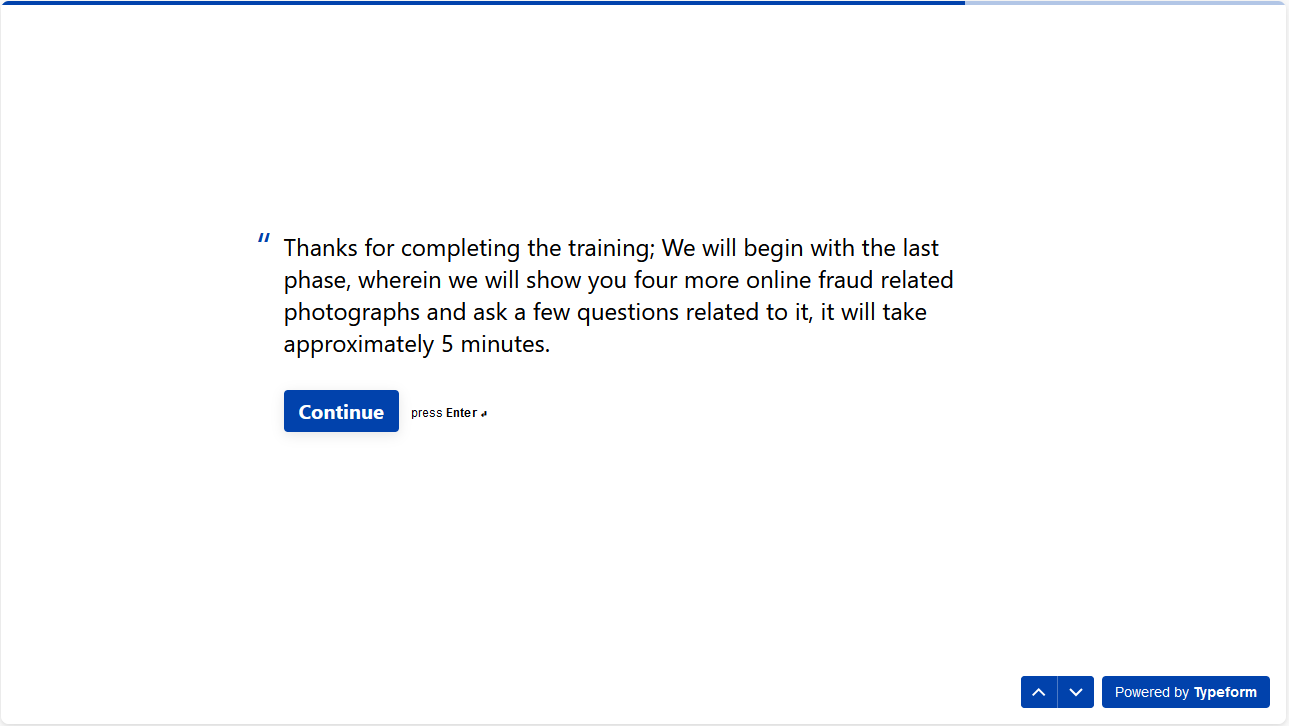 " Thanks for completing the training; We will begin with the last
phase, wherein we will show you four more online fraud related
photographs and ask a few questions related to it, it will take
approximately 5 minutes.
Continue press Enter ↵
Powered by Typeform